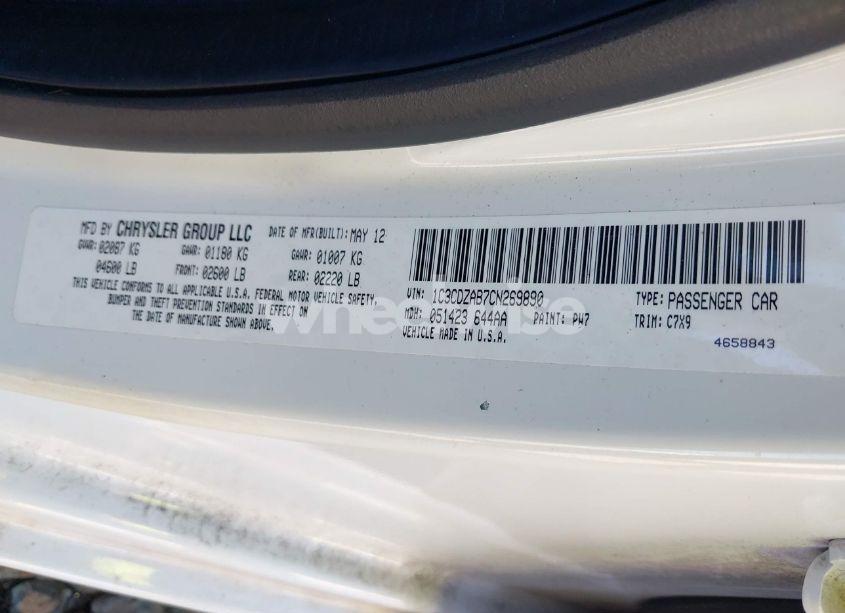 MFD BY CHRYSLER GROUP LLC
DATE OF MFR(BUILT): MAY 12
GVWR: 02087 KG
GAWR: 01180 KG
GAWR: 01007 KG
04600 LB
FRONT: 02600 LB
REAR: 02220 LB
THIS VEHICLE CONFORMS TO ALL APPLICABLE U.S.A. FEDERAL MOTOR VEHICLE SAFETY,
BUMPER AND THEFT PREVENTION STANDARDS IN EFFECT ON
THE DATE OF MANUFACTURE SHOWN ABOVE.
VIN: 1C3CDZAB7CN269890
TYPE: PASSENGER CAR
MDH: 051423 644AA
PAINT: PW7
TRIM: C7X9
VEHICLE MADE IN U.S.A.
4658843